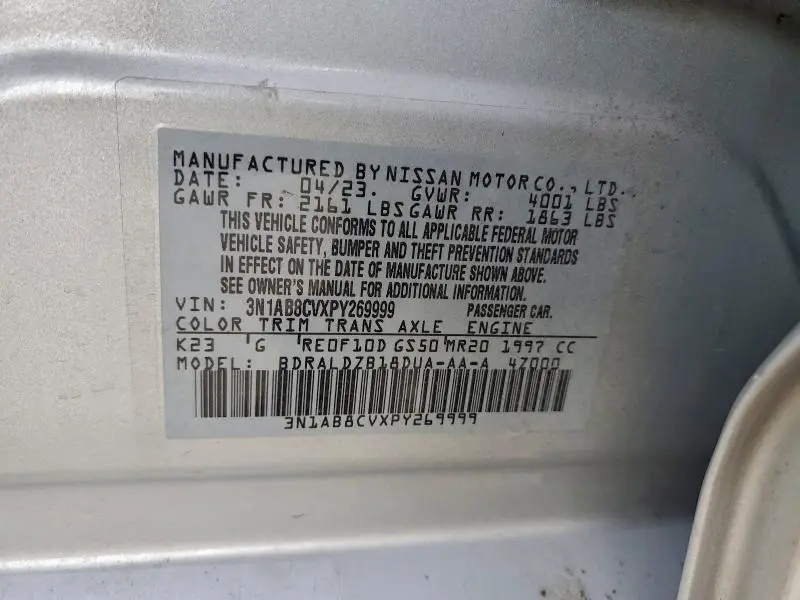 MANUFACTURED BY NISSAN MOTOR CO., LTD.
DATE: 04/23. GVWR: 4001 LBS
GAWR FR: 2161 LBS GAWR RR: 1863 LBS
THIS VEHICLE CONFORMS TO ALL APPLICABLE FEDERAL MOTOR
VEHICLE SAFETY, BUMPER AND THEFT PREVENTION STANDARDS
IN EFFECT ON THE DATE OF MANUFACTURE SHOWN ABOVE.
SEE OWNER'S MANUAL FOR ADDITIONAL INFORMATION.
VIN: 3N1AB8CVXPY269999 PASSENGER CAR.
COLOR TRIM TRANS AXLE ENGINE
K23 G RE0F10D GS50 MR20 1997 CC
MODEL: BDRALDZB18DUA-AA-A 47000
3N1AB8CVXPY269999